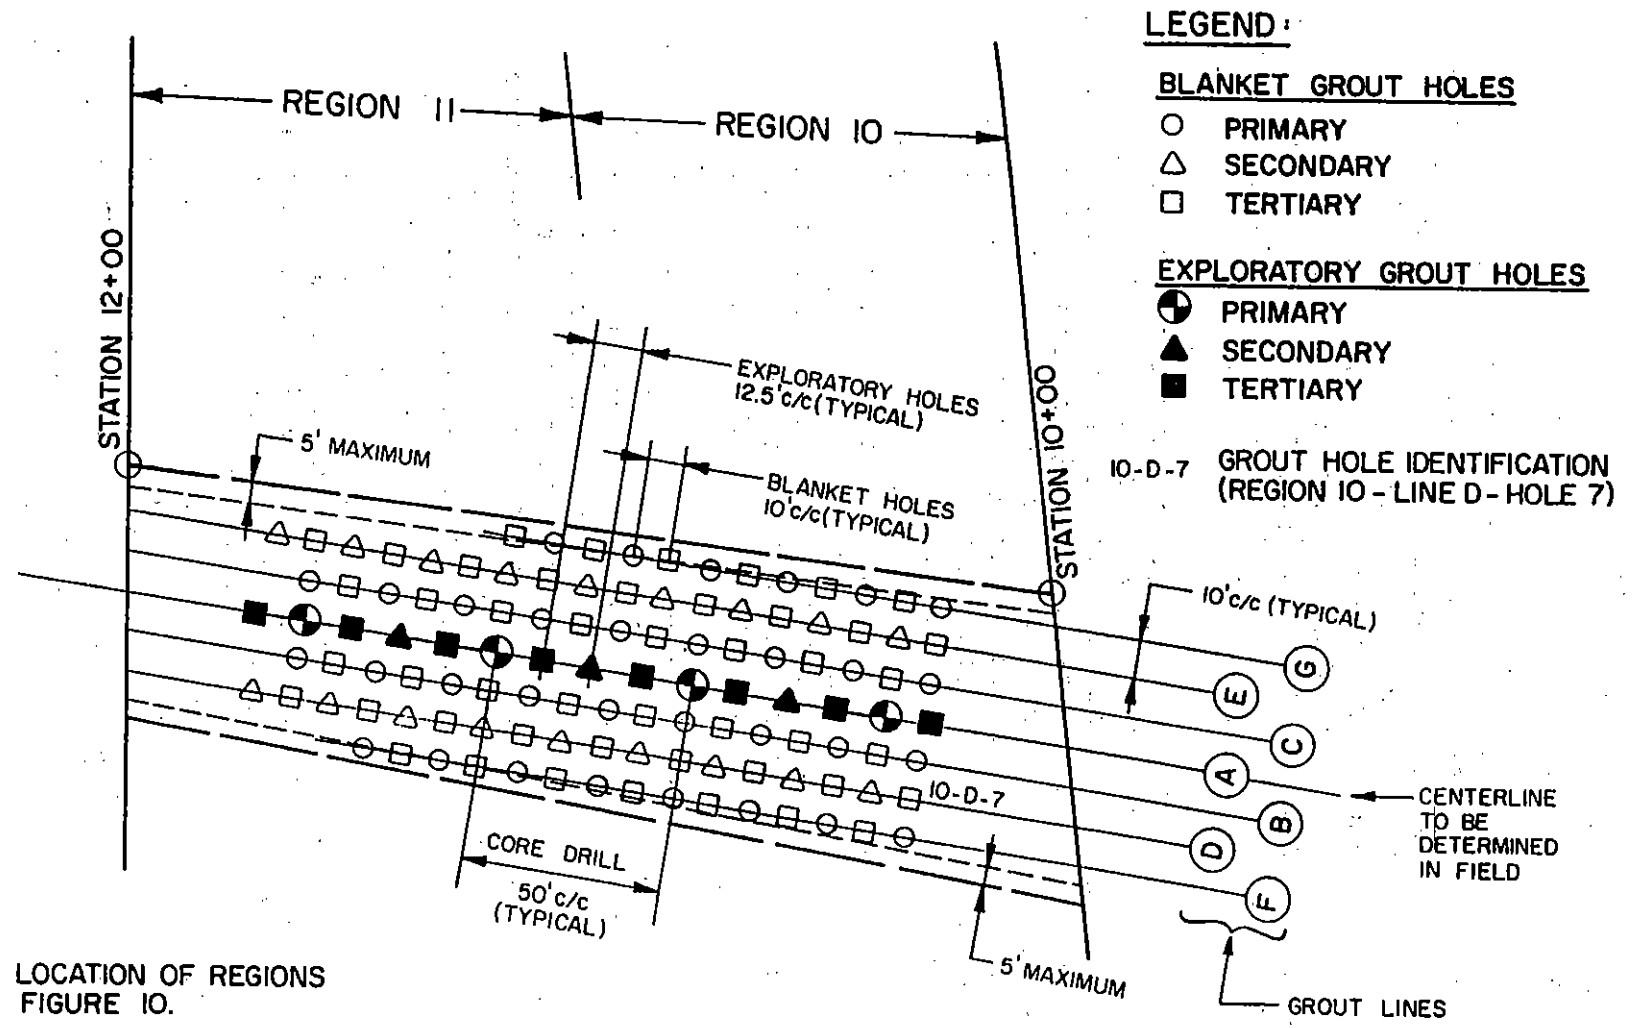 LEGEND:
BLANKET GROUT HOLES
PRIMARY
SECONDARY
TERTIARY
EXPLORATORY GROUT HOLES
PRIMARY
SECONDARY
TERTIARY
10-D-7 GROUT HOLE IDENTIFICATION
(REGION 10 - LINE D - HOLE 7)
REGION 11
REGION 10
STATION 12+00
STATION 10+00
EXPLORATORY HOLES
12.5' c/c (TYPICAL)
5' MAXIMUM
BLANKET HOLES
10' c/c (TYPICAL)
10' c/c (TYPICAL)
G
E
C
A
B
D
F
10-D-7
CENTERLINE
TO BE
DETERMINED
IN FIELD
CORE DRILL
50' c/c
(TYPICAL)
5' MAXIMUM
GROUT LINES
LOCATION OF REGIONS
FIGURE 10.